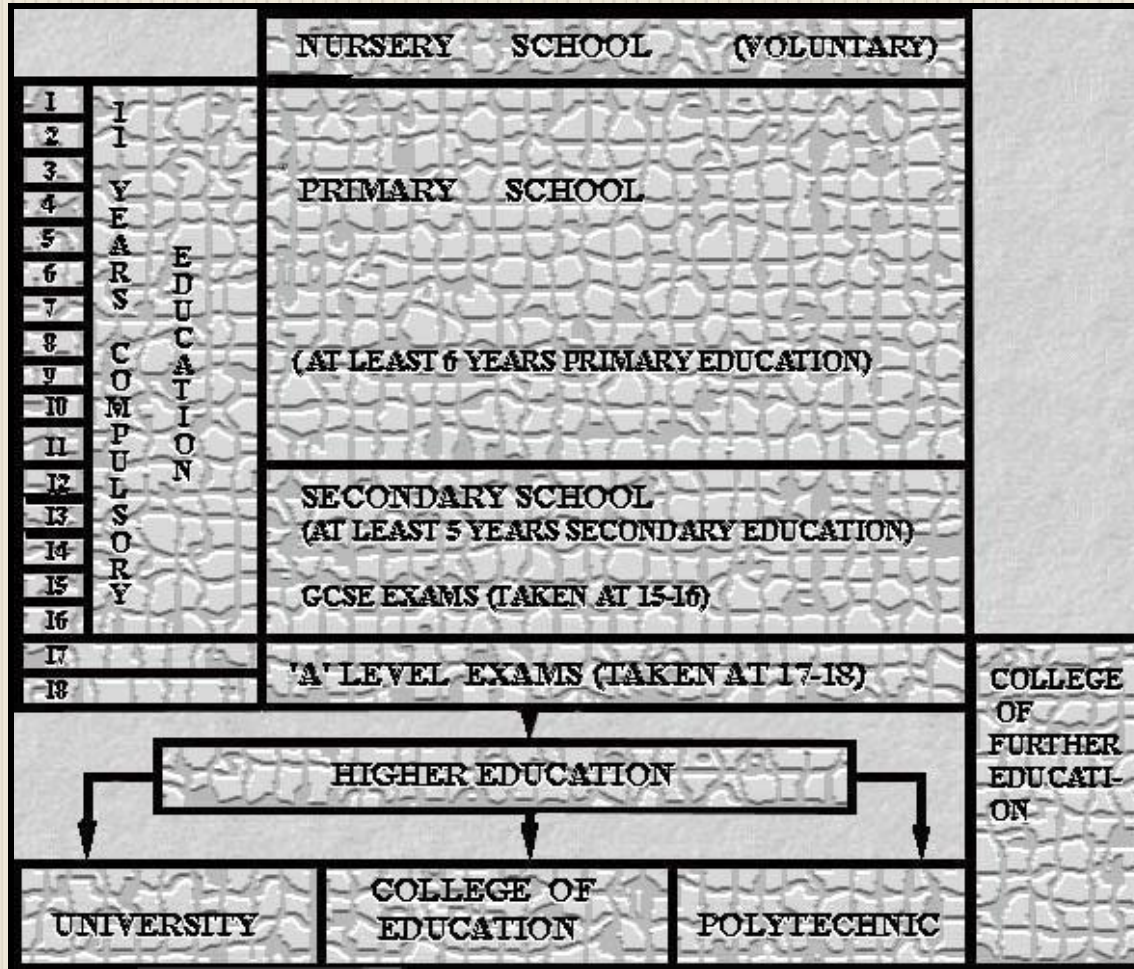 NURSERY SCHOOL (VOLUNTARY)
1
2
3
4
5
6
7
8
9
10
11
12
13
14
15
16
17
18
11 YEARS COMPULSORY
EDUCATION
PRIMARY SCHOOL
(AT LEAST 6 YEARS PRIMARY EDUCATION)
SECONDARY SCHOOL
(AT LEAST 5 YEARS SECONDARY EDUCATION)
GCSE EXAMS (TAKEN AT 15-16)
'A' LEVEL EXAMS (TAKEN AT 17-18)
HIGHER EDUCATION
UNIVERSITY
COLLEGE OF
EDUCATION
POLYTECHNIC
COLLEGE
OF
FURTHER
EDUCATI-
ON